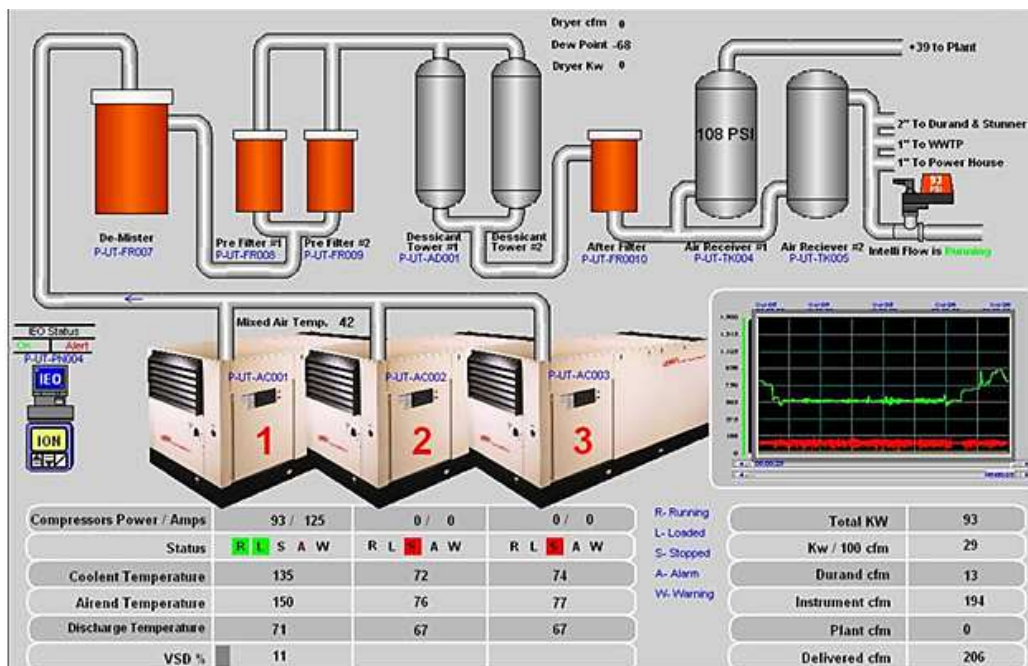 Dryer cfm 0
Dew Point -68
Dryer Kw 0
+39 to Plant
108 PSI
2" To Durand & Stunner
1" To WWTP
1" To Power House
93
PSI
De-Mister
P-UT-FR007
Pre Filter #1
P-UT-FR008
Pre Filter #2
P-UT-FR009
Dessicant
Tower #1
P-UT-AD001
Dessicant
Tower #2
After Filter
P-UT-FR0010
Air Receiver #1
P-UT-TK004
Air Reciever #2
P-UT-TK005
Intelli Flow is Running
Mixed Air Temp. 42
IEO Status
On Alert
P-UT-PN004
IEO
ION
P-UT-AC001
P-UT-AC002
P-UT-AC003
1
2
3
Compressors Power / Amps 93 / 125 0 / 0 0 / 0
Status R L S A W R L S A W R L S A W
Coolent Temperature 135 72 74
Airend Temperature 150 76 77
Discharge Temperature 71 67 67
VSD % 11
R- Running
L- Loaded
S- Stopped
A- Alarm
W- Warning
Total KW 93
Kw / 100 cfm 29
Durand cfm 13
Instrument cfm 194
Plant cfm 0
Delivered cfm 206